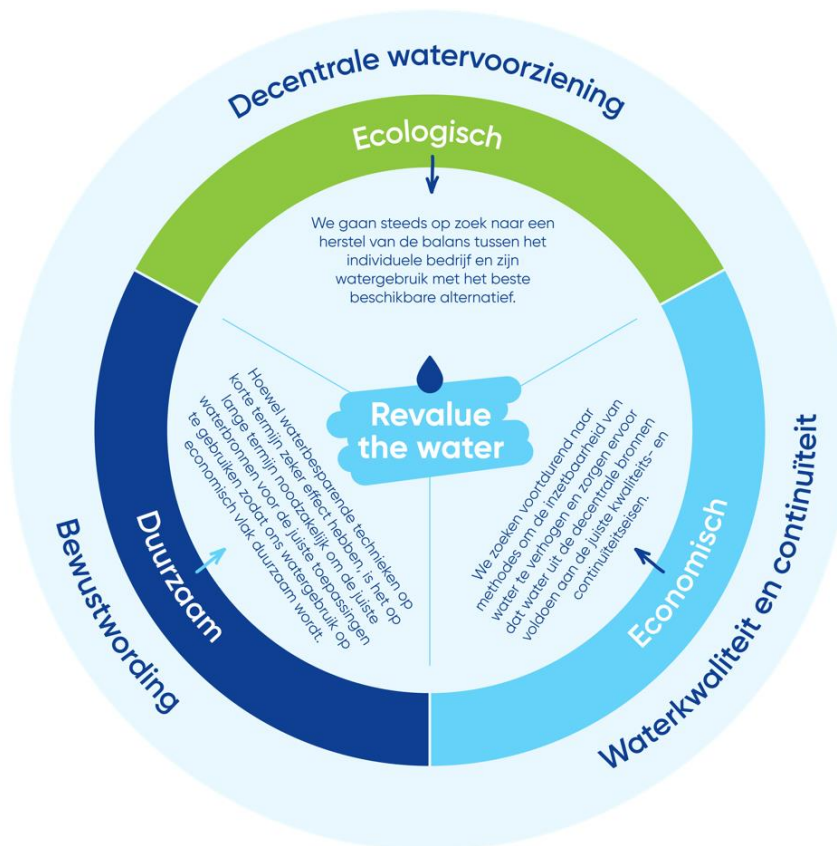 Decentrale watervoorziening
Ecologisch
We gaan steeds op zoek naar een
herstel van de balans tussen het
individuele bedrijf en zijn
watergebruik met het beste
beschikbare alternatief.
Revalue
the water
Hoewel waterbesparende technieken op
korte termijn zeker effect hebben, is het op
lange termijn noodzakelijk om de juiste
waterbronnen voor de juiste toepassingen
te gebruiken zodat ons watergebruik op
economisch vlak duurzaam wordt.
Duurzaam
Bewustwording
We zoeken voortdurend naar
methodes om de inzetbaarheid van
water te verhogen en zorgen ervoor
dat water uit de decentrale bronnen
voldoen aan de juiste kwaliteits- en
continuïteitseisen.
Economisch
Waterkwaliteit en continuïteit